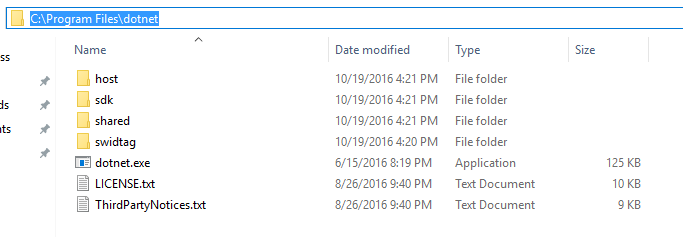 C:\Program Files\dotnet
Name Date modified Type Size
ss
host 10/19/2016 4:21 PM File folder
sdk 10/19/2016 4:21 PM File folder
ds shared 10/19/2016 4:21 PM File folder
nts swidtag 10/19/2016 4:20 PM File folder
dotnet.exe 6/15/2016 8:19 PM Application 125 KB
LICENSE.txt 8/26/2016 9:40 PM Text Document 10 KB
ThirdPartyNotices.txt 8/26/2016 9:40 PM Text Document 9 KB